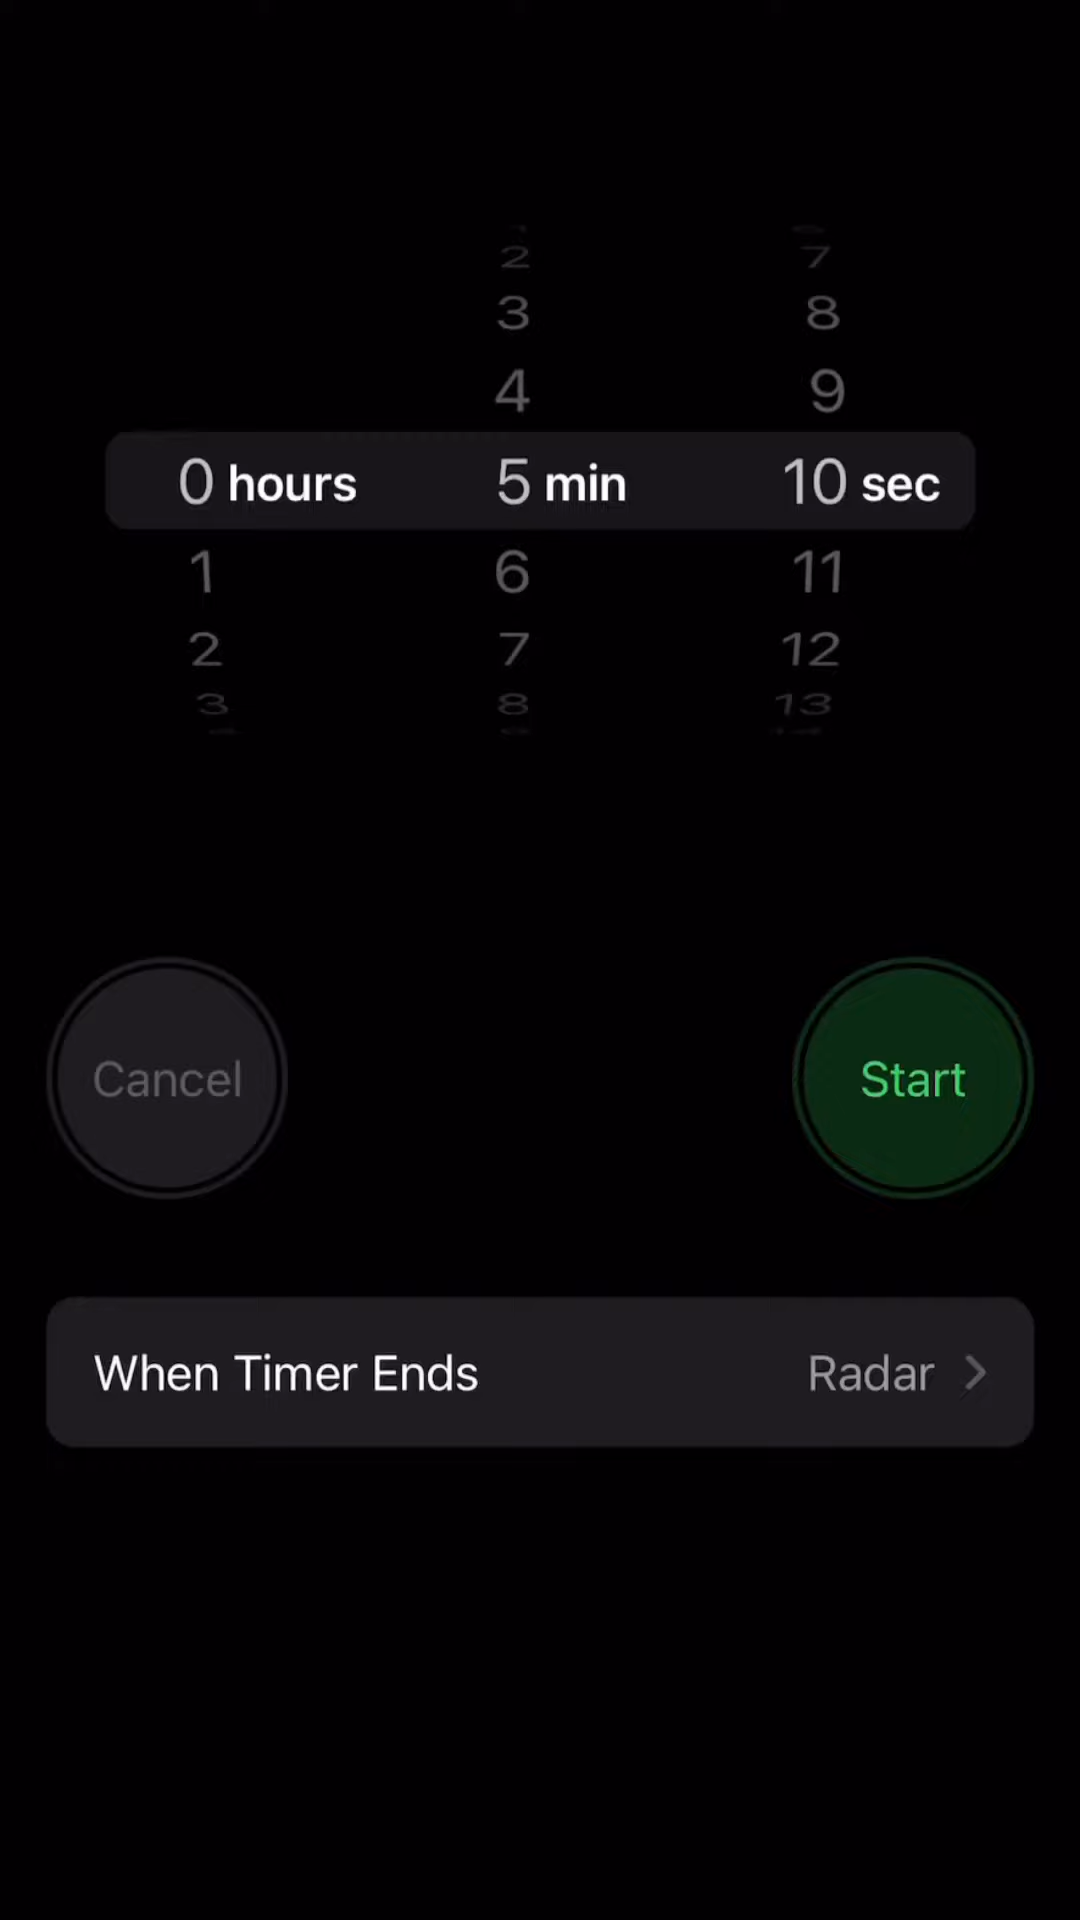 2 7
3 8
4 9
0 hours 5 min 10 sec
1 6 11
2 7 12
3 8 13
Cancel Start
When Timer Ends Radar